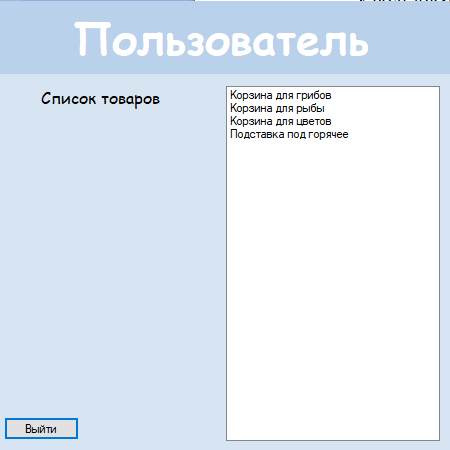 Пользователь
Список товаров
Корзина для грибов
Корзина для рыбы
Корзина для цветов
Подставка под горячее
Выйти